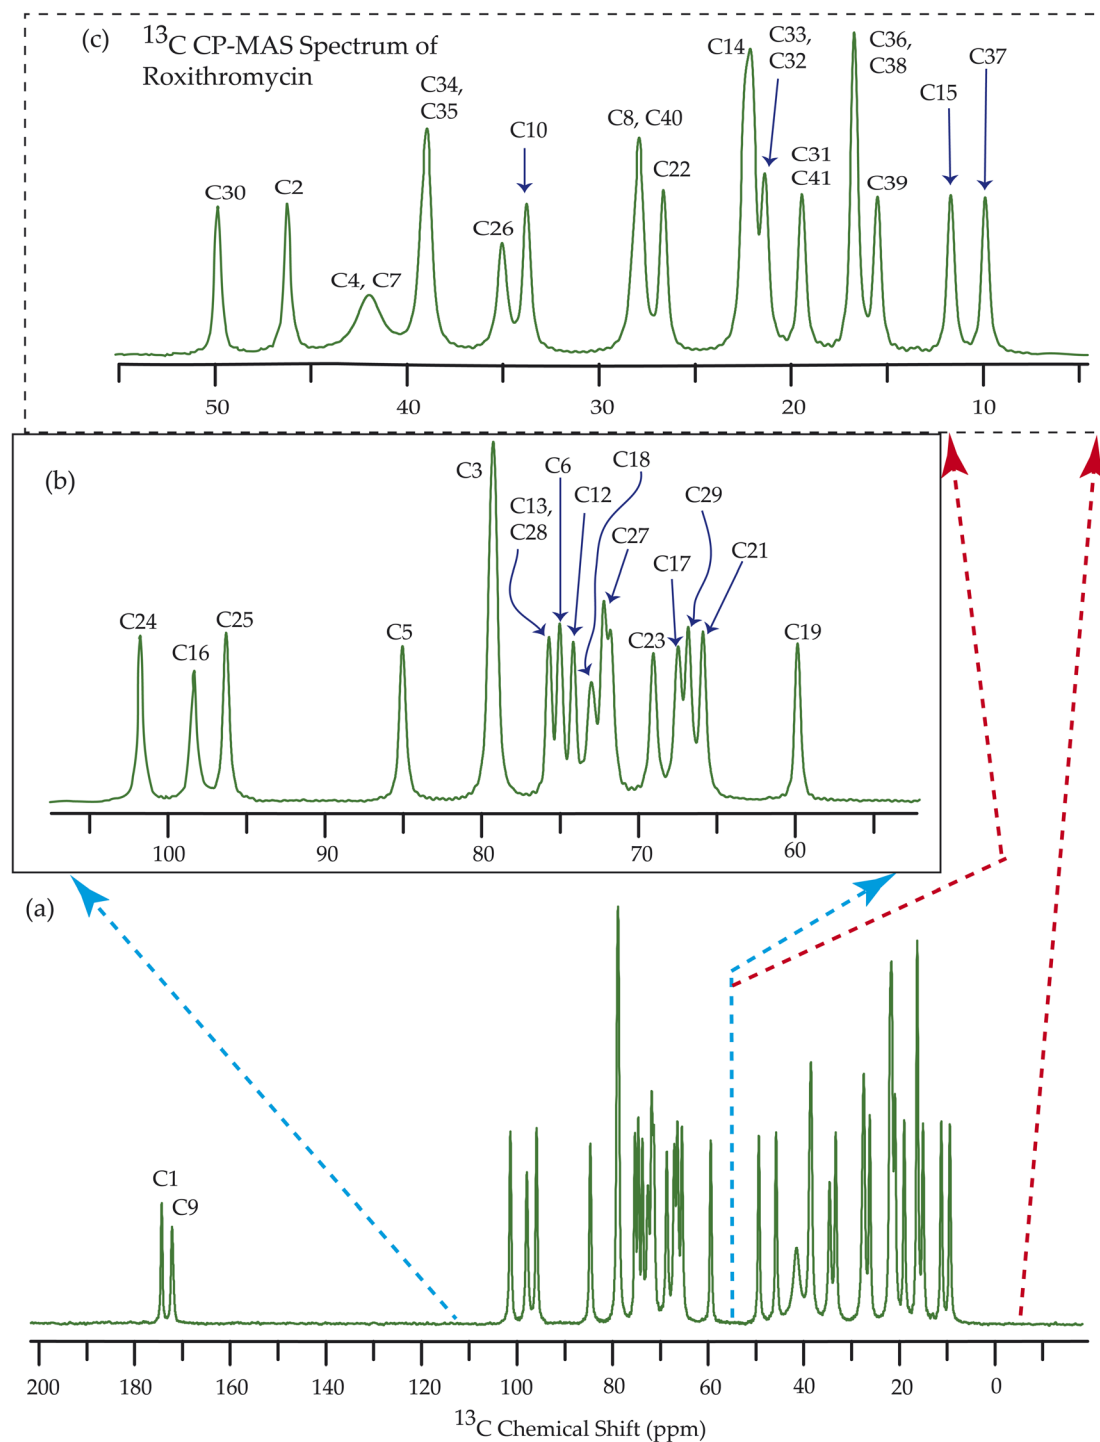 (c) ¹³C CP-MAS Spectrum of
Roxithromycin
C30
C2
C4, C7
C34,
C35
C26
C10
C8, C40
C22
C14
C33,
C32
C31
C41
C36,
C38
C39
C15
C37
50 40 30 20 10
(b)
C24
C16
C25
C5
C3
C13,
C28
C6
C12
C18
C27
C23
C17
C29
C21
C19
100 90 80 70 60
(a)
C1
C9
200 180 160 140 120 100 80 60 40 20 0
¹³C Chemical Shift (ppm)